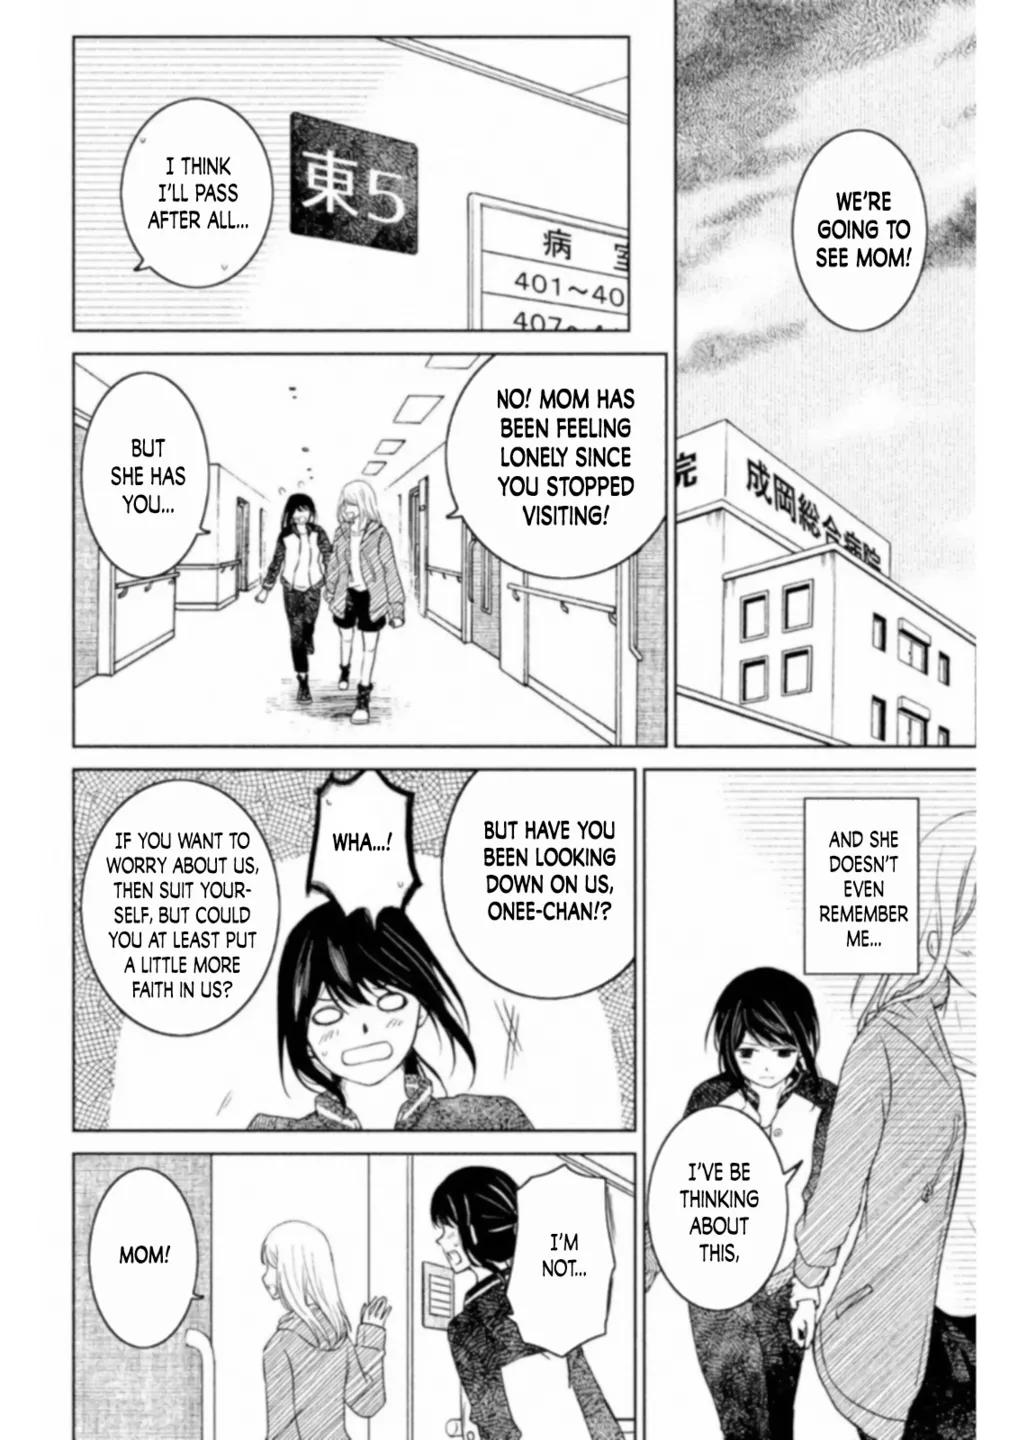 WE'RE
GOING TO
SEE MOM!
院
成岡総合病院
I THINK
I'LL PASS
AFTER ALL...
東5
病室
401～40
407～
NO! MOM HAS
BEEN FEELING
LONELY SINCE
YOU STOPPED
VISITING!
BUT
SHE HAS
YOU...
AND SHE
DOESN'T
EVEN
REMEMBER
ME...
I'VE BE
THINKING
ABOUT
THIS,
BUT HAVE YOU
BEEN LOOKING
DOWN ON US,
ONEE-CHAN!?
WHA...!
IF YOU WANT TO
WORRY ABOUT US,
THEN SUIT YOUR-
SELF, BUT COULD
YOU AT LEAST PUT
A LITTLE MORE
FAITH IN US?
I'M
NOT...
MOM!